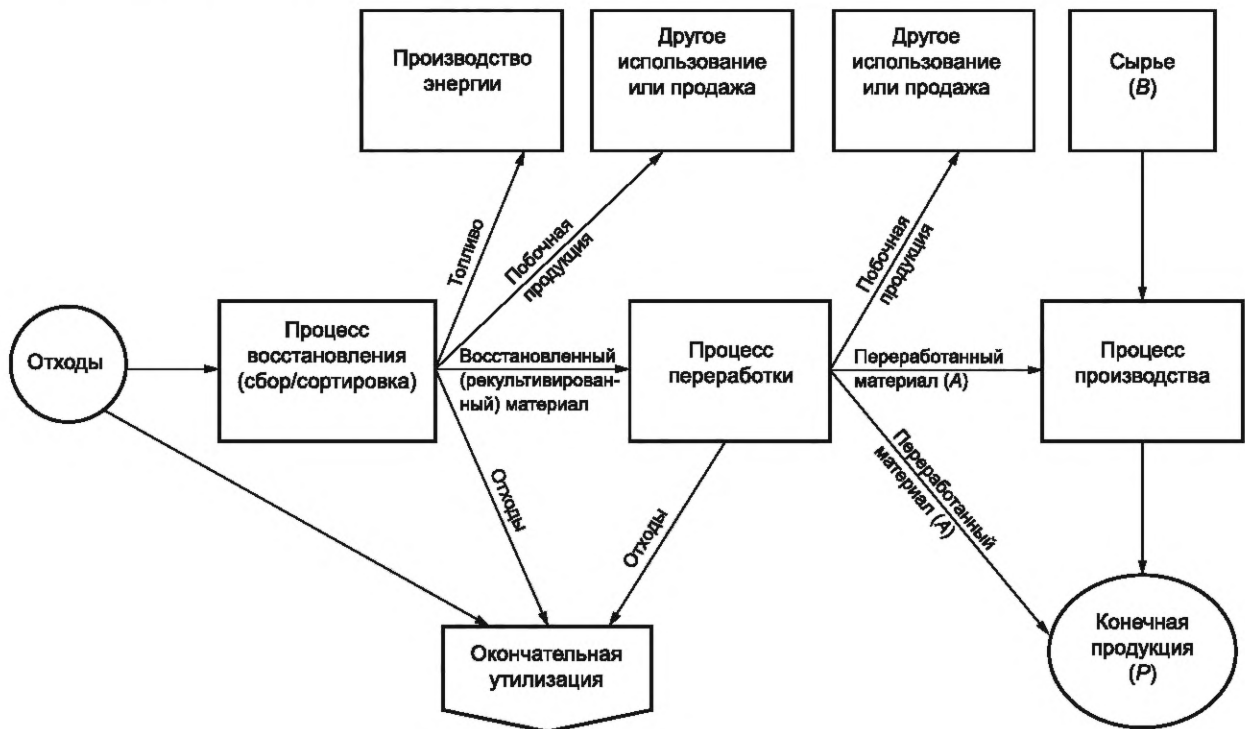 Производство
энергии
Другое
использование
или продажа
Другое
использование
или продажа
Сырье
(B)
Топливо
Побочная
продукция
Побочная
продукция
Отходы
Процесс
восстановления
(сбор/сортировка)
Восстановленный
(рекультивирован-
ный) материал
Процесс
переработки
Переработанный
материал (A)
Процесс
производства
Отходы
Отходы
Переработанный
материал (A)
Окончательная
утилизация
Конечная
продукция
(P)